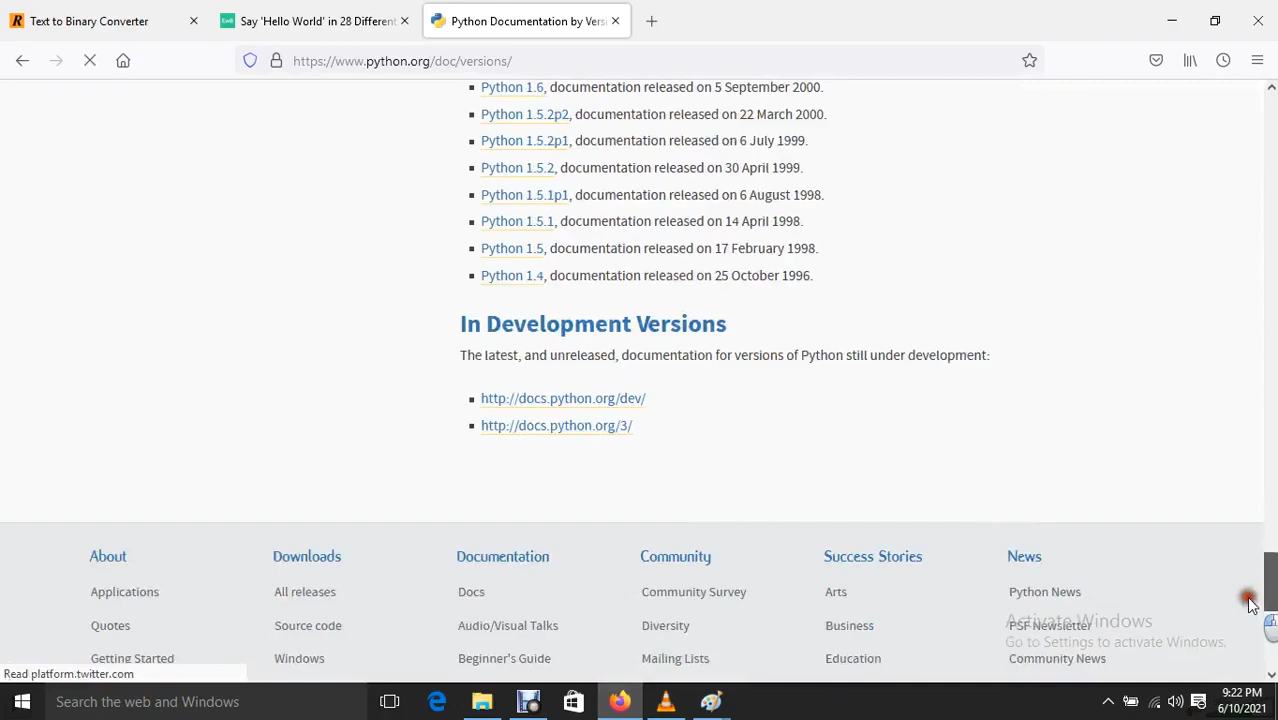 Text to Binary Converter
Say 'Hello World' in 28 Different
Python Documentation by Vers
https://www.python.org/doc/versions/
Python 1.6, documentation released on 5 September 2000.
Python 1.5.2p2, documentation released on 22 March 2000.
Python 1.5.2p1, documentation released on 6 July 1999.
Python 1.5.2, documentation released on 30 April 1999.
Python 1.5.1p1, documentation released on 6 August 1998.
Python 1.5.1, documentation released on 14 April 1998.
Python 1.5, documentation released on 17 February 1998.
Python 1.4, documentation released on 25 October 1996.
In Development Versions
The latest, and unreleased, documentation for versions of Python still under development:
http://docs.python.org/dev/
http://docs.python.org/3/
About Downloads Documentation Community Success Stories News
Applications All releases Docs Community Survey Arts Python News
Quotes Source code Audio/Visual Talks Diversity Business PSF Newsletter
Getting Started Windows Beginner's Guide Mailing Lists Education Community News
Activate Windows
Go to Settings to activate Windows.
Read platform.twitter.com
Search the web and Windows
9:22 PM
6/10/2021